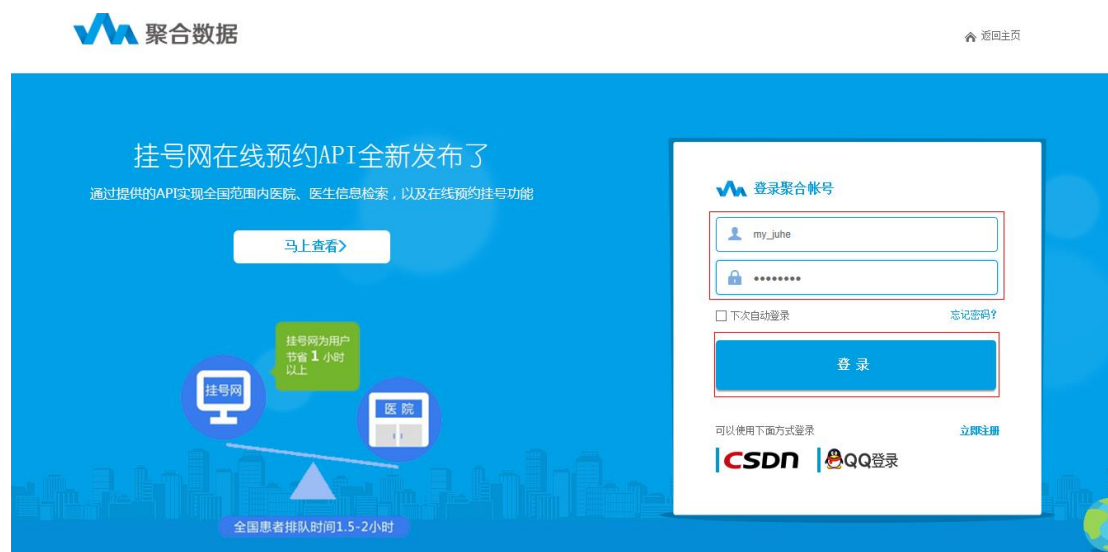 聚合数据
返回主页
挂号网在线预约API全新发布了
通过提供的API实现全国范围内医院、医生信息检索，以及在线预约挂号功能
马上查看>
挂号网为用户
节省 1 小时
以上
挂号网
医 院
全国患者排队时间1.5-2小时
登录聚合帐号
my_juhe
••••••••
下次自动登录
忘记密码?
登 录
可以使用下面方式登录
立即注册
CSDN
QQ登录